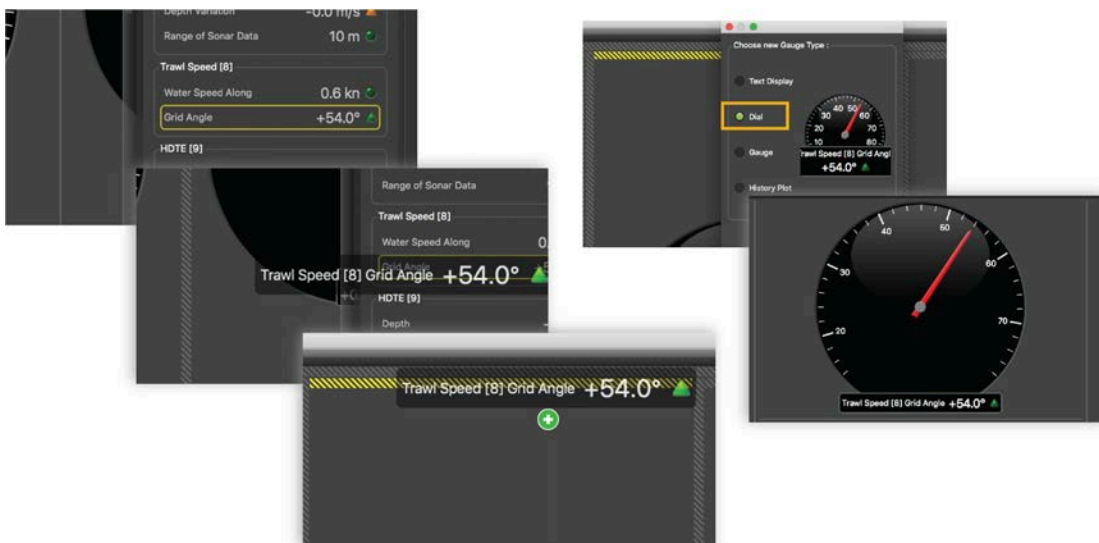 Depth Variation -0.0 m/s
Range of Sonar Data 10 m
Trawl Speed [8]
Water Speed Along 0.6 kn
Grid Angle +54.0°
HDTE [9]
Range of Sonar Data
Trawl Speed [8]
Water Speed Along 0.
Grid Angle
Trawl Speed [8] Grid Angle +54.0°
HDTE [9]
Depth
Trawl Speed [8] Grid Angle +54.0°
Choose new Gauge Type :
Text Display
Dial
Gauge
History Plot
40 50
30 60
20 70
10 80
Trawl Speed [8] Grid Angl
+54.0°
50
40
60
30
70
20
Trawl Speed [8] Grid Angle +54.0°